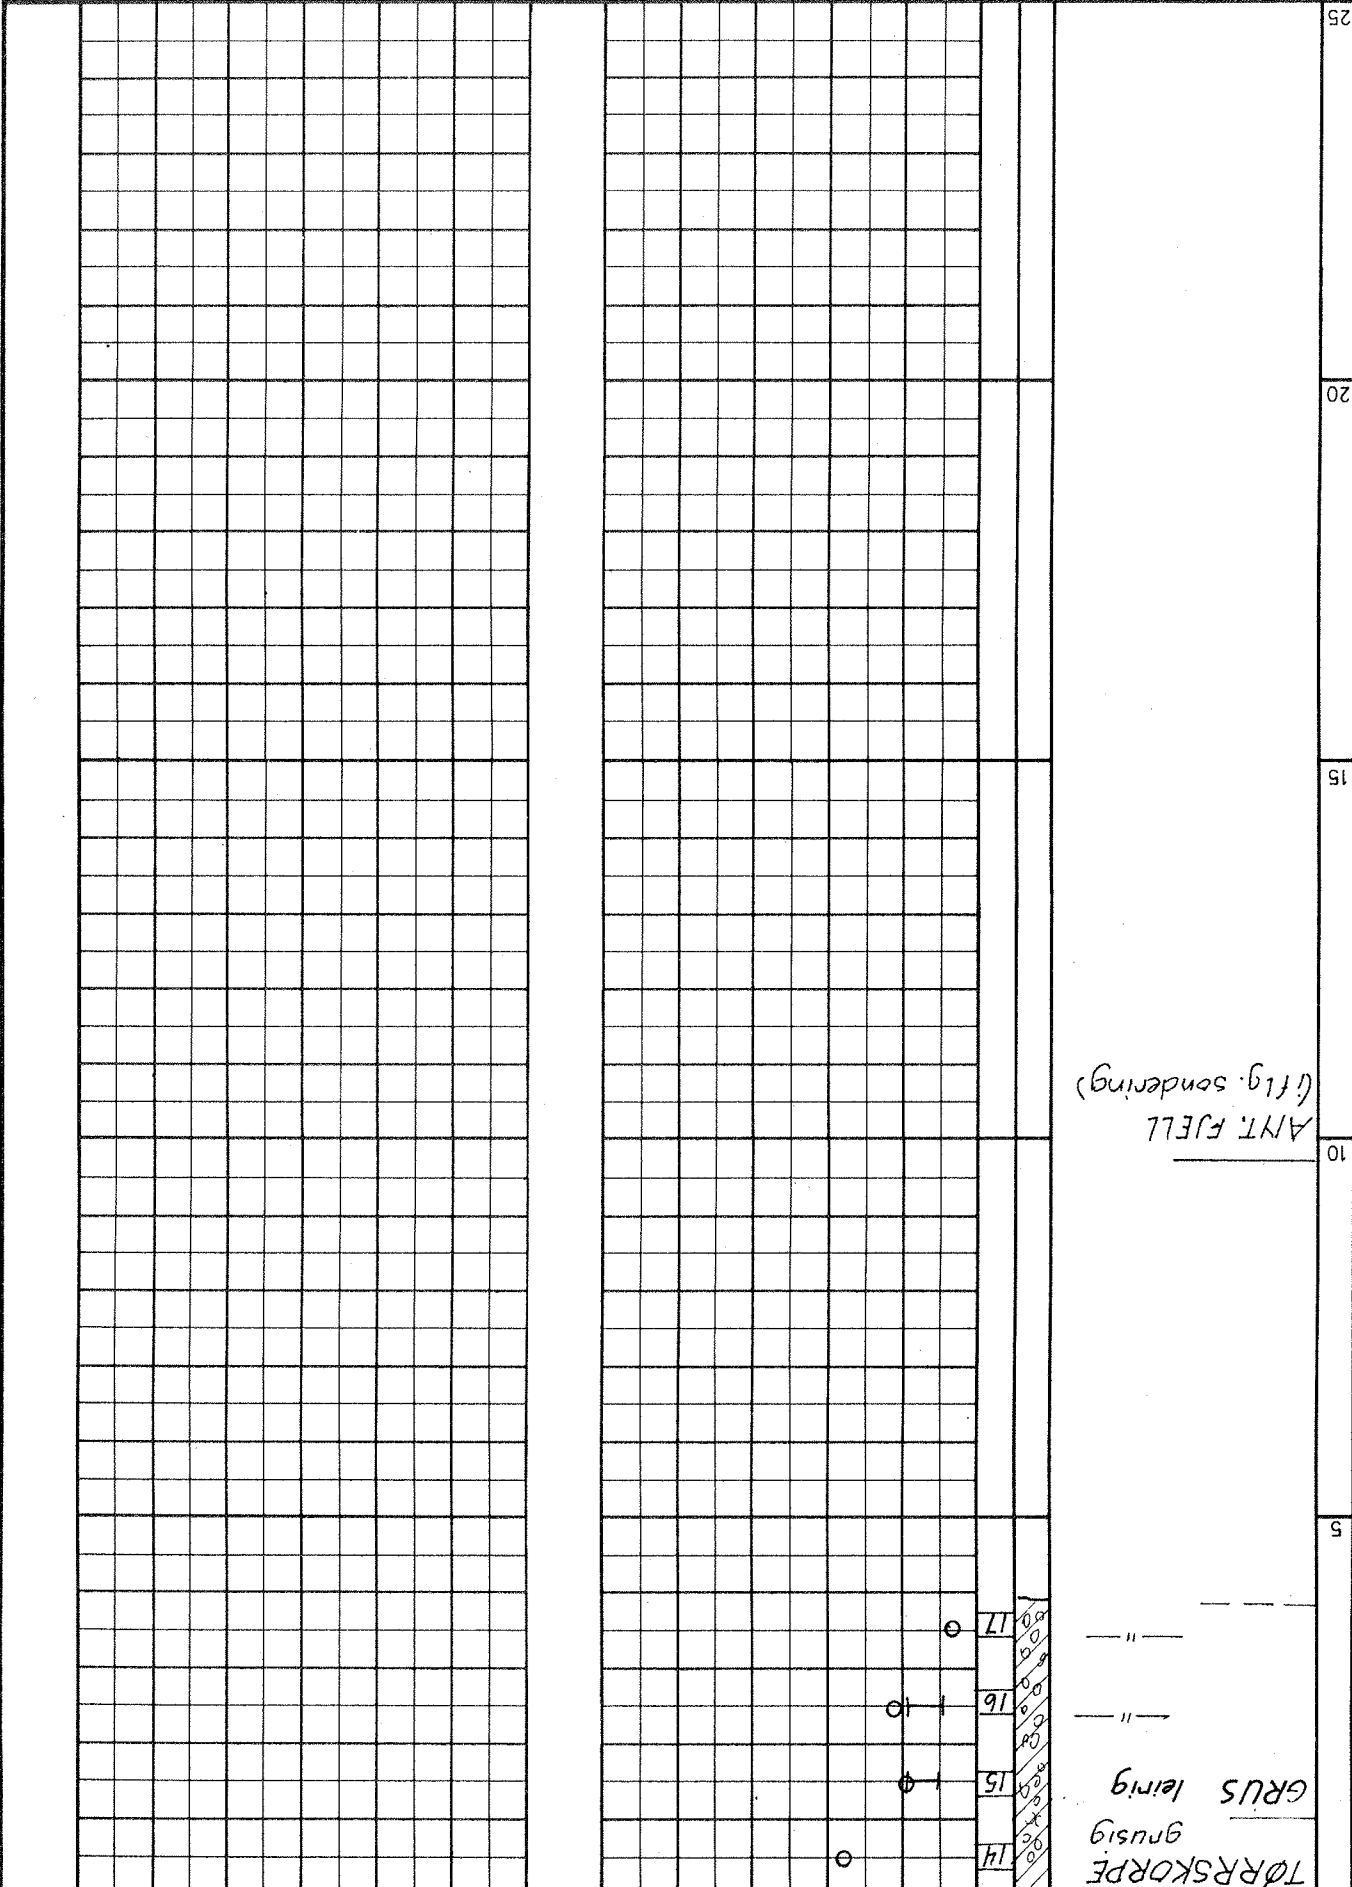 TØRRSKORPE
grusig
14
GRUS leirig
15
— " —
16
— " —
17
5
10
ANT. FJELL
(iflg. sondering)
15
20
25